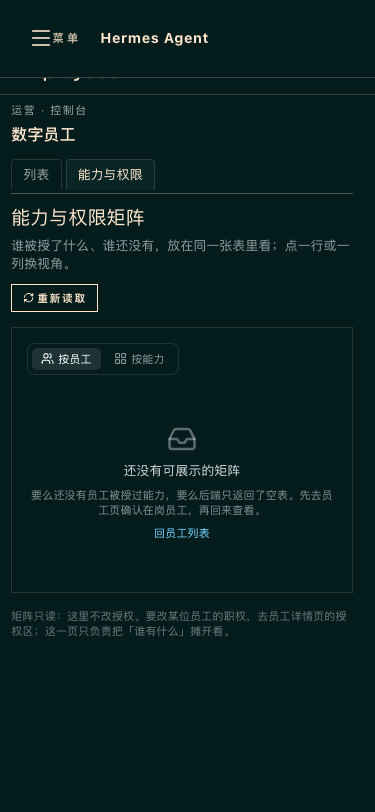 菜单
Hermes Agent
运营 · 控制台
数字员工
列表
能力与权限
能力与权限矩阵
谁被授了什么、谁还没有，放在同一张表里看；点一行或一
列换视角。
重新读取
按员工
按能力
还没有可展示的矩阵
要么还没有员工被授过能力，要么后端只返回了空表。先去员
工页确认在岗员工，再回来查看。
回员工列表
矩阵只读：这里不改授权。要改某位员工的职权，去员工详情页的授
权区；这一页只负责把「谁有什么」摊开看。